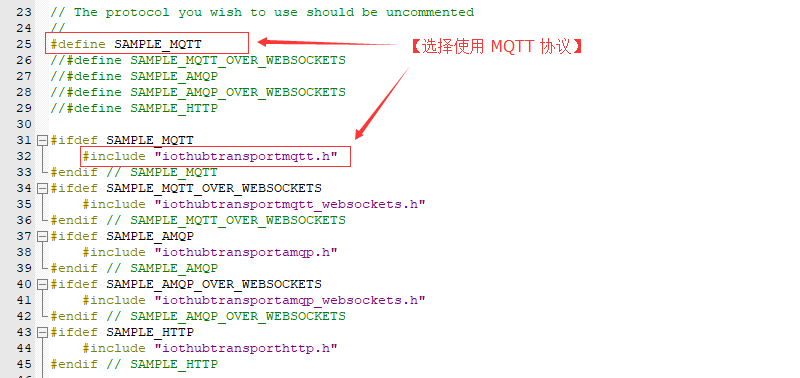 23 // The protocol you wish to use should be uncommented
24 //
25 #define SAMPLE_MQTT
【选择使用 MQTT 协议】
26 //#define SAMPLE_MQTT_OVER_WEBSOCKETS
27 //#define SAMPLE_AMQP
28 //#define SAMPLE_AMQP_OVER_WEBSOCKETS
29 //#define SAMPLE_HTTP
30
31 #ifdef SAMPLE_MQTT
32 #include "iothubtransportmqtt.h"
33 #endif // SAMPLE_MQTT
34 #ifdef SAMPLE_MQTT_OVER_WEBSOCKETS
35 #include "iothubtransportmqtt_websockets.h"
36 #endif // SAMPLE_MQTT_OVER_WEBSOCKETS
37 #ifdef SAMPLE_AMQP
38 #include "iothubtransportamqp.h"
39 #endif // SAMPLE_AMQP
40 #ifdef SAMPLE_AMQP_OVER_WEBSOCKETS
41 #include "iothubtransportamqp_websockets.h"
42 #endif // SAMPLE_AMQP_OVER_WEBSOCKETS
43 #ifdef SAMPLE_HTTP
44 #include "iothubtransporthttp.h"
45 #endif // SAMPLE_HTTP